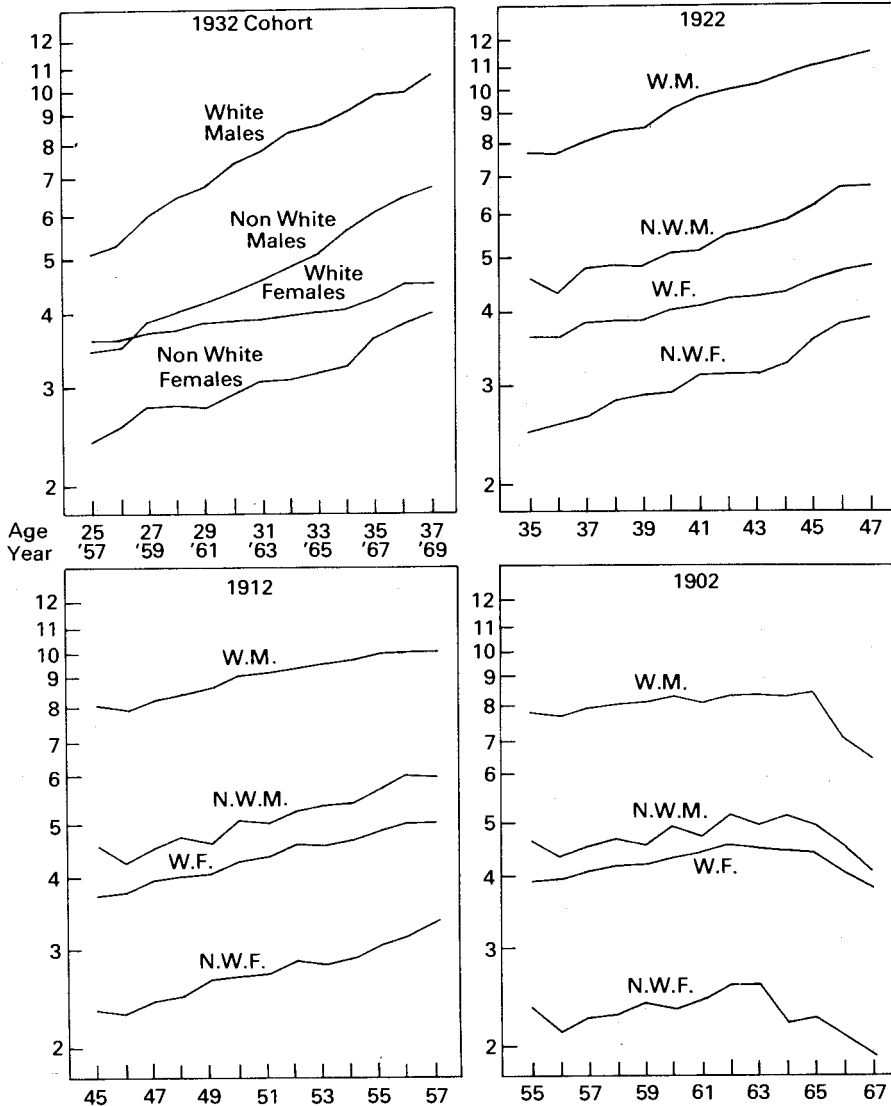 1932 Cohort
12
11
10
9
8
7
6
5
4
3
2
White
Males
Non White
Males
White
Females
Non White
Females
Age 25 27 29 31 33 35 37
Year '57 '59 '61 '63 '65 '67 '69
1922
12
11
10
9
8
7
6
5
4
3
2
W.M.
N.W.M.
W.F.
N.W.F.
35 37 39 41 43 45 47
1912
12
11
10
9
8
7
6
5
4
3
2
W.M.
N.W.M.
W.F.
N.W.F.
45 47 49 51 53 55 57
1902
12
11
10
9
8
7
6
5
4
3
2
W.M.
N.W.M.
W.F.
N.W.F.
55 57 59 61 63 65 67